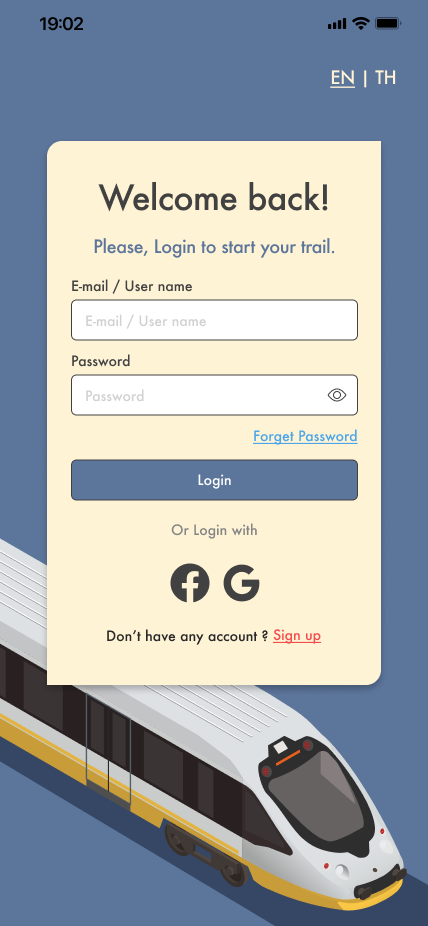 19:02
EN | TH
Welcome back!
Please, Login to start your trail.
E-mail / User name
E-mail / User name
Password
Password
Forget Password
Login
Or Login with
Don't have any account ? Sign up